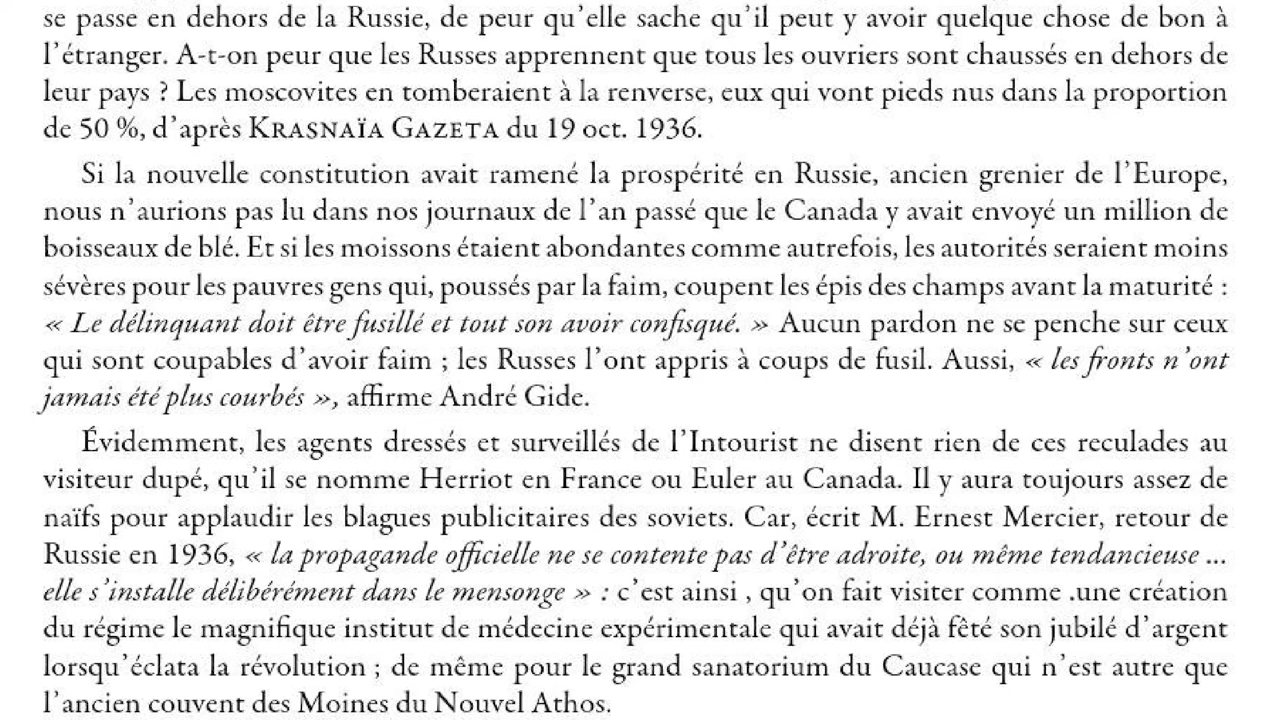 se passe en dehors de la Russie, de peur qu'elle sache qu'il peut y avoir quelque chose de bon à
l'étranger. A-t-on peur que les Russes apprennent que tous les ouvriers sont chaussés en dehors de
leur pays ? Les moscovites en tomberaient à la renverse, eux qui vont pieds nus dans la proportion
de 50 %, d'après KRASNAÏA GAZETA du 19 oct. 1936.
Si la nouvelle constitution avait ramené la prospérité en Russie, ancien grenier de l'Europe,
nous n'aurions pas lu dans nos journaux de l'an passé que le Canada y avait envoyé un million de
boisseaux de blé. Et si les moissons étaient abondantes comme autrefois, les autorités seraient moins
sévères pour les pauvres gens qui, poussés par la faim, coupent les épis des champs avant la maturité :
« Le délinquant doit être fusillé et tout son avoir confisqué. » Aucun pardon ne se penche sur ceux
qui sont coupables d'avoir faim ; les Russes l'ont appris à coups de fusil. Aussi, « les fronts n'ont
jamais été plus courbés », affirme André Gide.
Évidemment, les agents dressés et surveillés de l'Intourist ne disent rien de ces reculades au
visiteur dupé, qu'il se nomme Herriot en France ou Euler au Canada. Il y aura toujours assez de
naïfs pour applaudir les blagues publicitaires des soviets. Car, écrit M. Ernest Mercier, retour de
Russie en 1936, « la propagande officielle ne se contente pas d'être adroite, ou même tendancieuse ...
elle s'installe délibérément dans le mensonge » : c'est ainsi , qu'on fait visiter comme .une création
du régime le magnifique institut de médecine expérimentale qui avait déjà fêté son jubilé d'argent
lorsqu'éclata la révolution ; de même pour le grand sanatorium du Caucase qui n'est autre que
l'ancien couvent des Moines du Nouvel Athos.